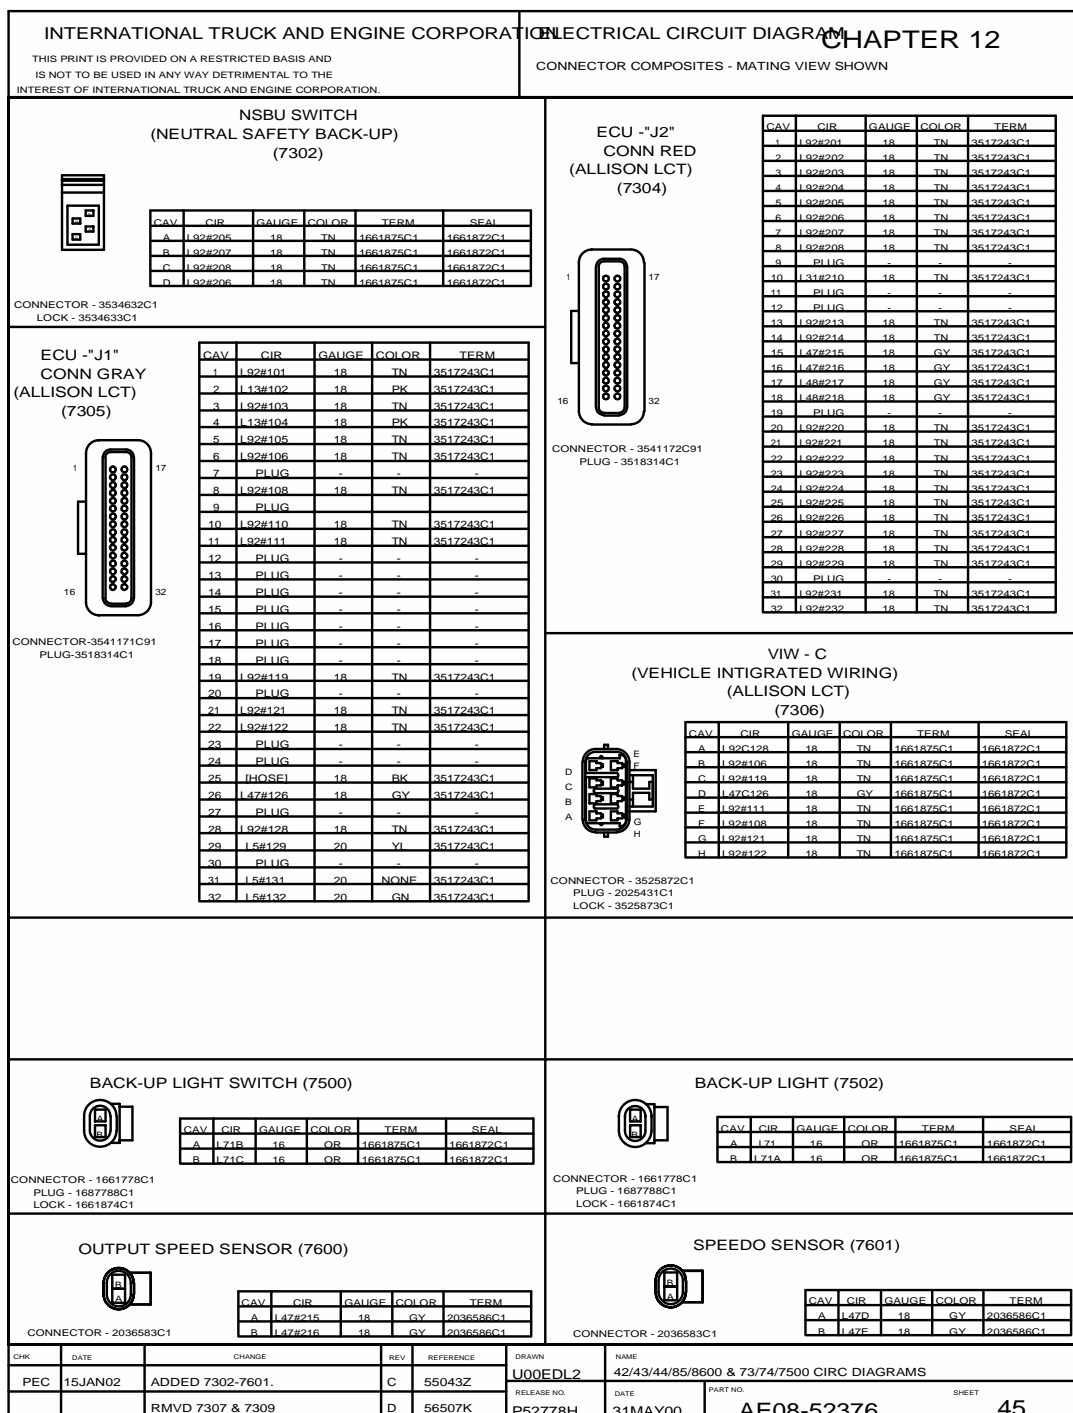 INTERNATIONAL TRUCK AND ENGINE CORPORATION
THIS PRINT IS PROVIDED ON A RESTRICTED BASIS AND
IS NOT TO BE USED IN ANY WAY DETRIMENTAL TO THE
INTEREST OF INTERNATIONAL TRUCK AND ENGINE CORPORATION.
ELECTRICAL CIRCUIT DIAGRAM
CHAPTER 12
CONNECTOR COMPOSITES - MATING VIEW SHOWN
NSBU SWITCH
(NEUTRAL SAFETY BACK-UP)
(7302)
CAV CIR GAUGE COLOR TERM SEAL
A L92#205 18 TN 1661875C1 1661872C1
B L92#207 18 TN 1661875C1 1661872C1
C L92#208 18 TN 1661875C1 1661872C1
D L92#206 18 TN 1661875C1 1661872C1
CONNECTOR - 3534632C1
LOCK - 3534633C1
ECU -"J1"
CONN GRAY
(ALLISON LCT)
(7305)
1 17
16 32
CONNECTOR-3541171C91
PLUG-3518314C1
CAV CIR GAUGE COLOR TERM
1 L92#101 18 TN 3517243C1
2 L13#102 18 PK 3517243C1
3 L92#103 18 TN 3517243C1
4 L13#104 18 PK 3517243C1
5 L92#105 18 TN 3517243C1
6 L92#106 18 TN 3517243C1
7 PLUG - - -
8 L92#108 18 TN 3517243C1
9 PLUG
10 L92#110 18 TN 3517243C1
11 L92#111 18 TN 3517243C1
12 PLUG - - -
13 PLUG - - -
14 PLUG - - -
15 PLUG - - -
16 PLUG - - -
17 PLUG - - -
18 PLUG - - -
19 L92#119 18 TN 3517243C1
20 PLUG - - -
21 L92#121 18 TN 3517243C1
22 L92#122 18 TN 3517243C1
23 PLUG - - -
24 PLUG - - -
25 [HOSE] 18 BK 3517243C1
26 L47#126 18 GY 3517243C1
27 PLUG - - -
28 L92#128 18 TN 3517243C1
29 L5#129 20 YL 3517243C1
30 PLUG - - -
31 L5#131 20 NONE 3517243C1
32 L5#132 20 GN 3517243C1
ECU -"J2"
CONN RED
(ALLISON LCT)
(7304)
1 17
16 32
CONNECTOR - 3541172C91
PLUG - 3518314C1
CAV CIR GAUGE COLOR TERM
1 L92#201 18 TN 3517243C1
2 L92#202 18 TN 3517243C1
3 L92#203 18 TN 3517243C1
4 L92#204 18 TN 3517243C1
5 L92#205 18 TN 3517243C1
6 L92#206 18 TN 3517243C1
7 L92#207 18 TN 3517243C1
8 L92#208 18 TN 3517243C1
9 PLUG - - -
10 L31#210 18 TN 3517243C1
11 PLUG - - -
12 PLUG - - -
13 L92#213 18 TN 3517243C1
14 L92#214 18 TN 3517243C1
15 L47#215 18 GY 3517243C1
16 L47#216 18 GY 3517243C1
17 L48#217 18 GY 3517243C1
18 L48#218 18 GY 3517243C1
19 PLUG - - -
20 L92#220 18 TN 3517243C1
21 L92#221 18 TN 3517243C1
22 L92#222 18 TN 3517243C1
23 L92#223 18 TN 3517243C1
24 L92#224 18 TN 3517243C1
25 L92#225 18 TN 3517243C1
26 L92#226 18 TN 3517243C1
27 L92#227 18 TN 3517243C1
28 L92#228 18 TN 3517243C1
29 L92#229 18 TN 3517243C1
30 PLUG - - -
31 L92#231 18 TN 3517243C1
32 L92#232 18 TN 3517243C1
VIW - C
(VEHICLE INTIGRATED WIRING)
(ALLISON LCT)
(7306)
D E
C F
B G
A H
CAV CIR GAUGE COLOR TERM SEAL
A L92C128 18 TN 1661875C1 1661872C1
B L92#106 18 TN 1661875C1 1661872C1
C L92#119 18 TN 1661875C1 1661872C1
D L47C126 18 GY 1661875C1 1661872C1
E L92#111 18 TN 1661875C1 1661872C1
F L92#108 18 TN 1661875C1 1661872C1
G L92#121 18 TN 1661875C1 1661872C1
H L92#122 18 TN 1661875C1 1661872C1
CONNECTOR - 3525872C1
PLUG - 2025431C1
LOCK - 3525873C1
BACK-UP LIGHT SWITCH (7500)
A
B
CAV CIR GAUGE COLOR TERM SEAL
A L71B 16 OR 1661875C1 1661872C1
B L71C 16 OR 1661875C1 1661872C1
CONNECTOR - 1661778C1
PLUG - 1687788C1
LOCK - 1661874C1
BACK-UP LIGHT (7502)
A
B
CAV CIR GAUGE COLOR TERM SEAL
A L71 16 OR 1661875C1 1661872C1
B L71A 16 OR 1661875C1 1661872C1
CONNECTOR - 1661778C1
PLUG - 1687788C1
LOCK - 1661874C1
OUTPUT SPEED SENSOR (7600)
B
A
CAV CIR GAUGE COLOR TERM
A L47#215 18 GY 2036586C1
B L47#216 18 GY 2036586C1
CONNECTOR - 2036583C1
SPEEDO SENSOR (7601)
B
A
CAV CIR GAUGE COLOR TERM
A L47D 18 GY 2036586C1
B L47E 18 GY 2036586C1
CONNECTOR - 2036583C1
CHK DATE CHANGE REV REFERENCE
PEC 15JAN02 ADDED 7302-7601. C 55043Z
RMVD 7307 & 7309 D 56507K
DRAWN
U00EDL2
NAME
42/43/44/85/8600 & 73/74/7500 CIRC DIAGRAMS
RELEASE NO.
P52778H
DATE
31MAY00
PART NO.
AE08-52376
SHEET
45